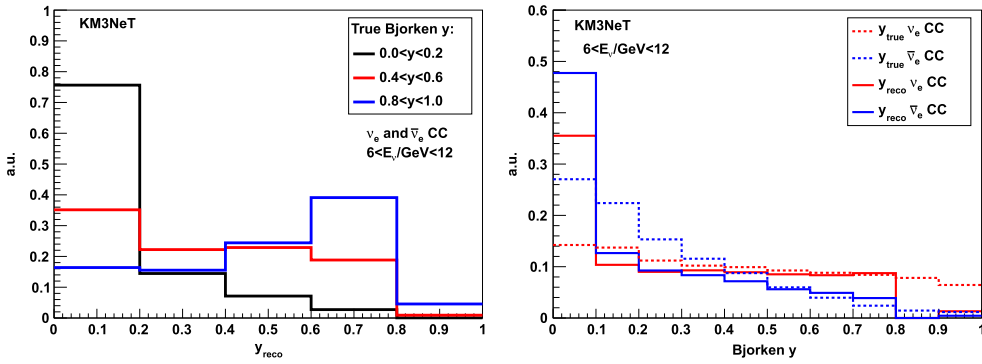 KM3NeT
True Bjorken y:
0.0<y<0.2
0.4<y<0.6
0.8<y<1.0
νe and ν̅e CC
6<Eν/GeV<12
a.u.
1
0.9
0.8
0.7
0.6
0.5
0.4
0.3
0.2
0.1
0
0 0.1 0.2 0.3 0.4 0.5 0.6 0.7 0.8 0.9 1
yreco
KM3NeT
6<Eν/GeV<12
ytrue νe CC
ytrue ν̅e CC
yreco νe CC
yreco ν̅e CC
a.u.
0.6
0.5
0.4
0.3
0.2
0.1
0
0 0.1 0.2 0.3 0.4 0.5 0.6 0.7 0.8 0.9 1
Bjorken y